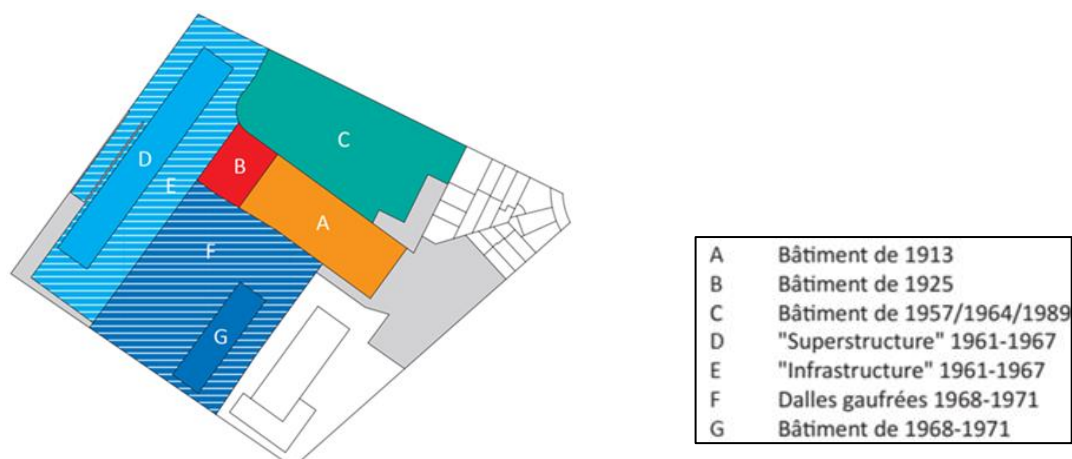 C
D
B
E
A
F
G
A Bâtiment de 1913
B Bâtiment de 1925
C Bâtiment de 1957/1964/1989
D "Superstructure" 1961-1967
E "Infrastructure" 1961-1967
F Dalles gaufrées 1968-1971
G Bâtiment de 1968-1971